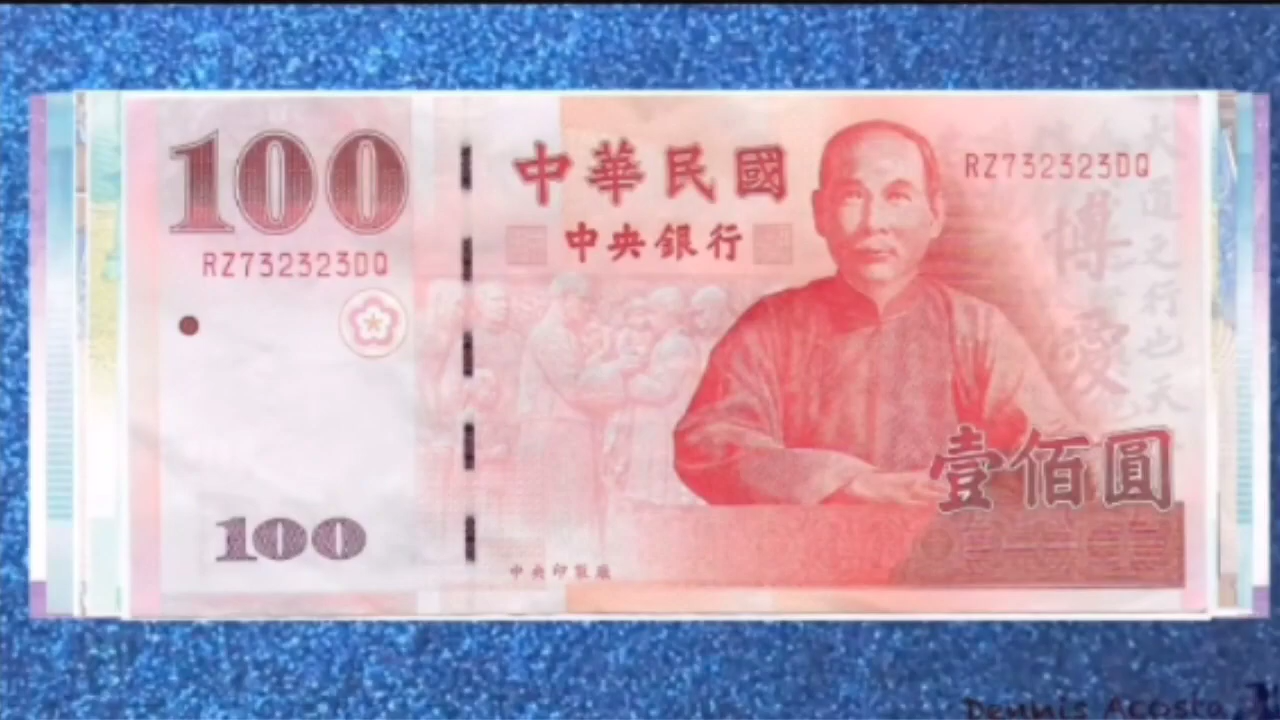 100
RZ732323DQ
100
中華民國
中央銀行
中央印製廠
RZ732323DQ
博愛
大道之行也天
壹佰圓
Dennis Acosta